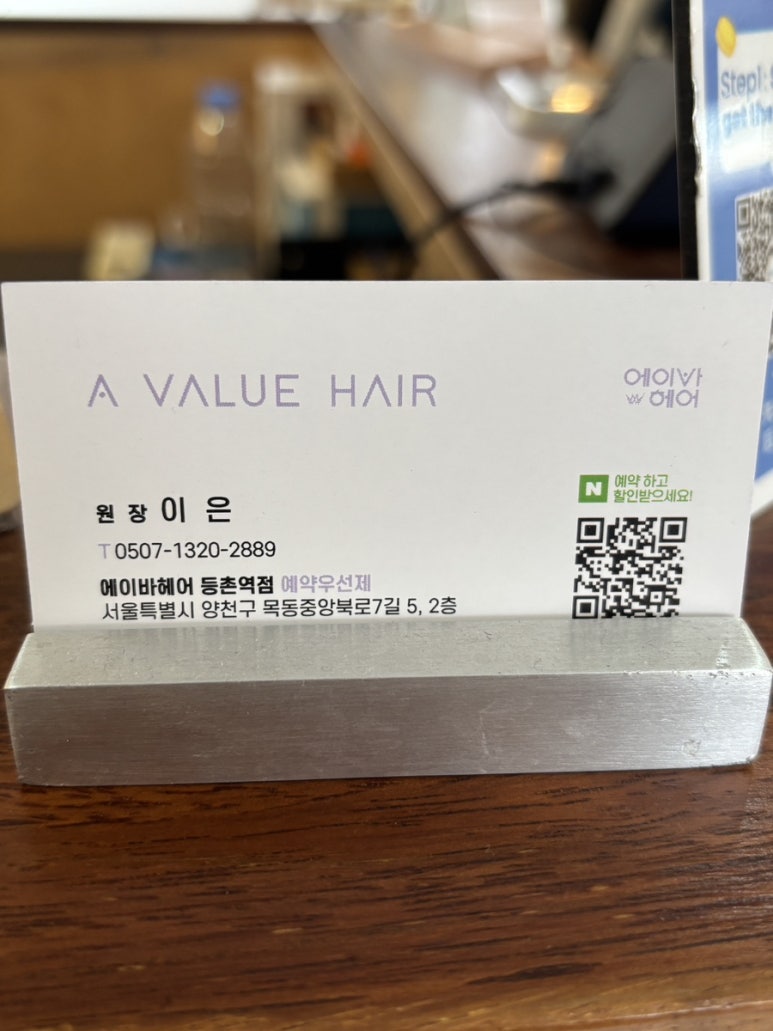 Step1:
get the
A VALUE HAIR
에이바
헤어
N 예약 하고
할인받으세요!
원 장 이 은
T 0507-1320-2889
에이바헤어 등촌역점 예약우선제
서울특별시 양천구 목동중앙북로7길 5, 2층